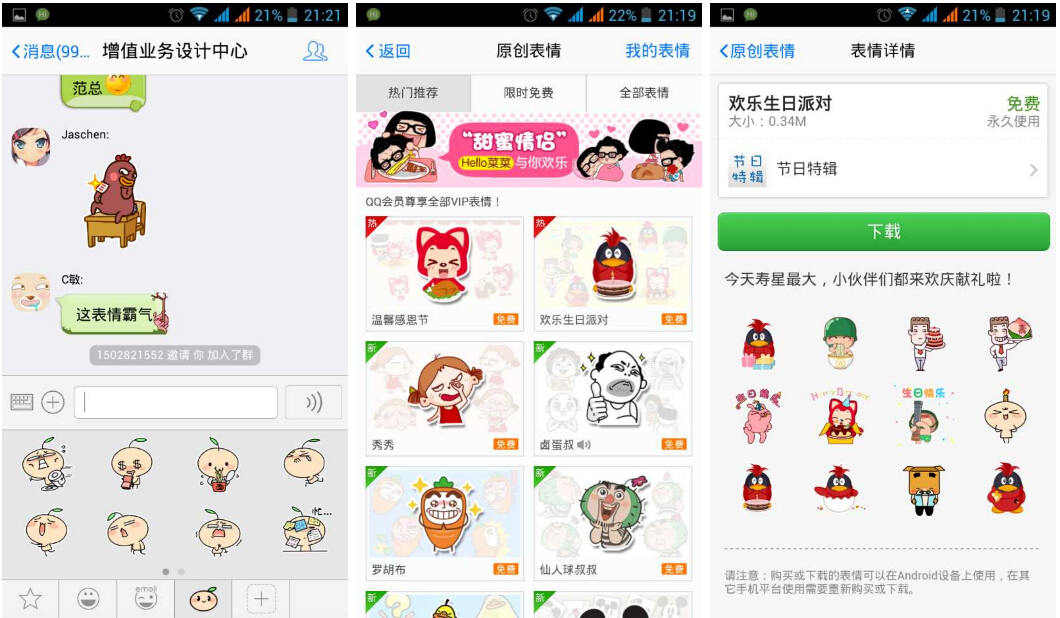 21%
21:21
消息(99...
增值业务设计中心
范总
Jaschen:
C敏:
这表情霸气
1502821552 邀请 你 加入了群
忙...
emoji
22%
21:19
返回
原创表情
我的表情
热门推荐
限时免费
全部表情
“甜蜜情侣”
Hello菜菜 与你欢乐
QQ会员尊享全部VIP表情！
热
温馨感恩节
免费
热
欢乐生日派对
免费
新
秀秀
免费
新
卤蛋叔
免费
新
罗胡布
免费
新
仙人球叔叔
免费
新
新
21%
21:19
原创表情
表情详情
欢乐生日派对
免费
大小：0.34M
永久使用
节日
特辑
节日特辑
下载
今天寿星最大，小伙伴们都来欢庆献礼啦！
生日快乐
请注意：购买或下载的表情可以在Android设备上使用，在其
它手机平台使用需要重新购买或下载。